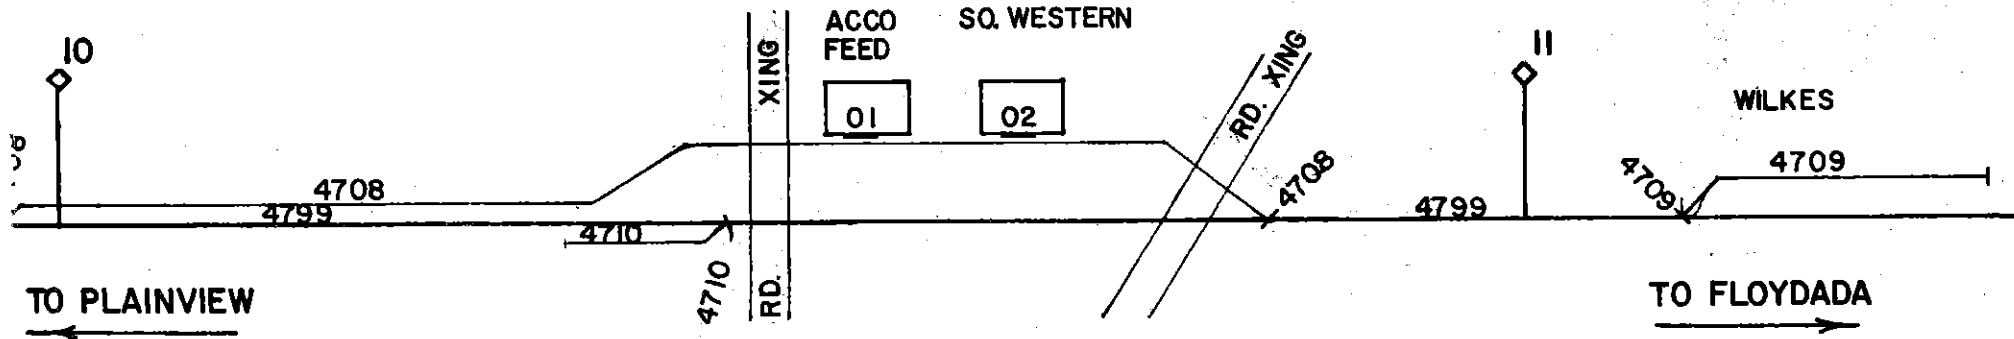 10
XING
ACCO
FEED
SO. WESTERN
01
02
RD. XING
11
WILKES
4708
4799
4710
4710
RD.
4708
4799
4709
4709
TO PLAINVIEW
TO FLOYDADA